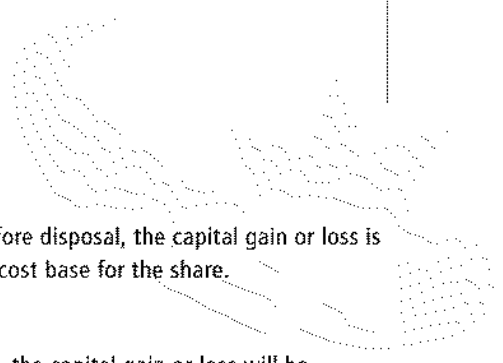 fore disposal, the capital gain or loss is
cost base for the share.
the capital gain or loss will be